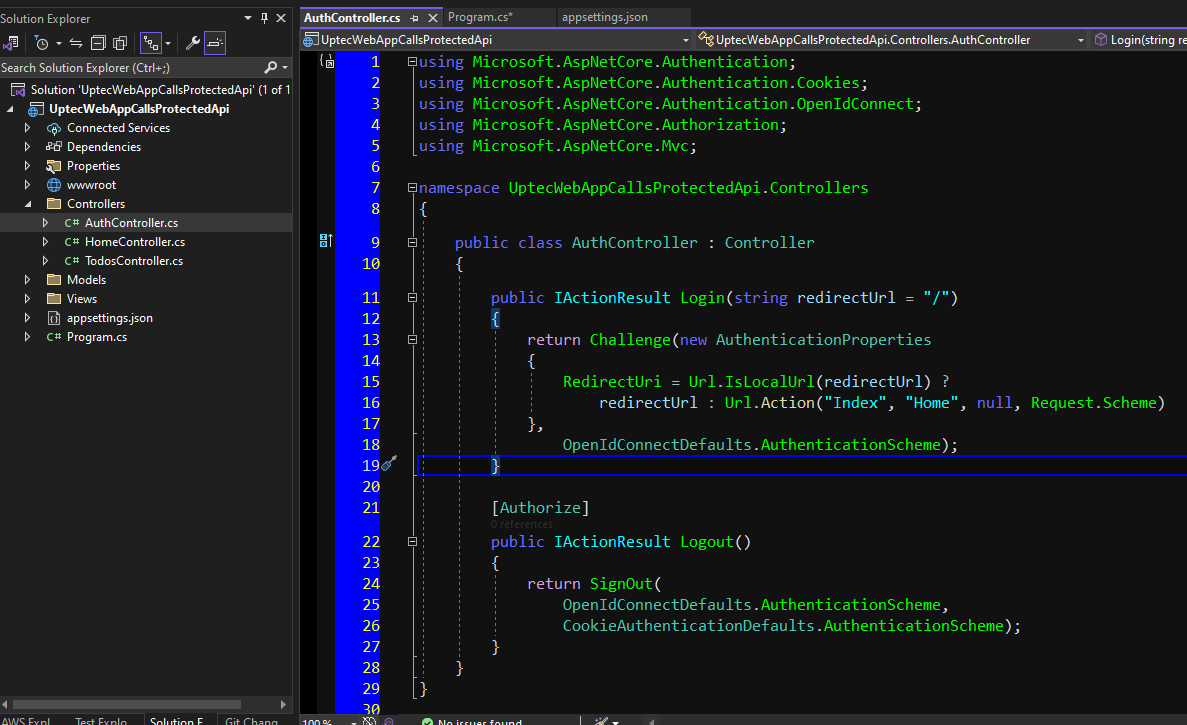 Solution Explorer
Search Solution Explorer (Ctrl+;)
Solution 'UptecWebAppCallsProtectedApi' (1 of 1
UptecWebAppCallsProtectedApi
Connected Services
Dependencies
Properties
wwwroot
Controllers
C# AuthController.cs
C# HomeController.cs
C# TodosController.cs
Models
Views
appsettings.json
C# Program.cs
AWS Expl
Test Explo
Solution E
Git Chang
AuthController.cs
Program.cs*
appsettings.json
UptecWebAppCallsProtectedApi
UptecWebAppCallsProtectedApi.Controllers.AuthController
Login(string re
1 using Microsoft.AspNetCore.Authentication;
2 using Microsoft.AspNetCore.Authentication.Cookies;
3 using Microsoft.AspNetCore.Authentication.OpenIdConnect;
4 using Microsoft.AspNetCore.Authorization;
5 using Microsoft.AspNetCore.Mvc;
6
7 namespace UptecWebAppCallsProtectedApi.Controllers
8 {
9 public class AuthController : Controller
10 {
11 public IActionResult Login(string redirectUrl = "/")
12 {
13 return Challenge(new AuthenticationProperties
14 {
15 RedirectUri = Url.IsLocalUrl(redirectUrl) ?
16 redirectUrl : Url.Action("Index", "Home", null, Request.Scheme)
17 },
18 OpenIdConnectDefaults.AuthenticationScheme);
19 }
20
21 [Authorize]
0 references
22 public IActionResult Logout()
23 {
24 return SignOut(
25 OpenIdConnectDefaults.AuthenticationScheme,
26 CookieAuthenticationDefaults.AuthenticationScheme);
27 }
28 }
29 }
30
100 %
No issues found